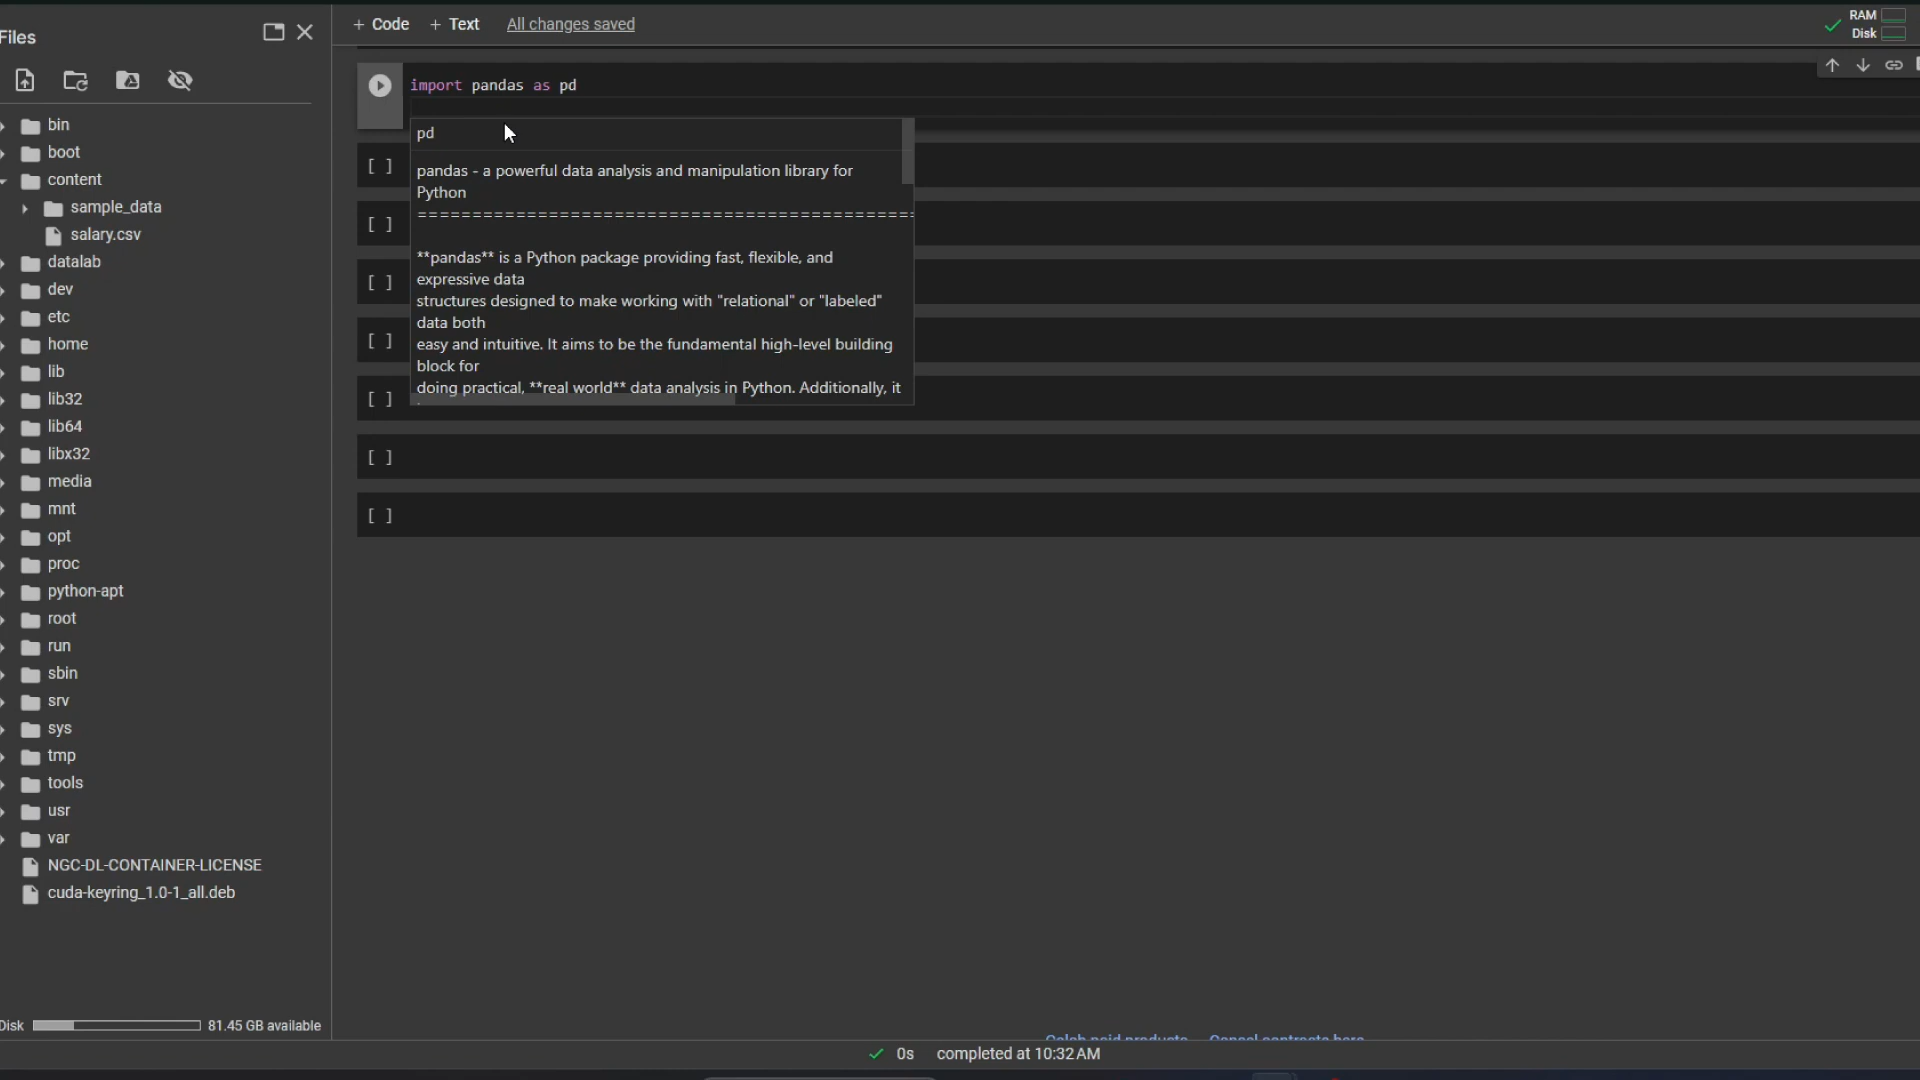 Files
bin
boot
content
sample_data
salary.csv
datalab
dev
etc
home
lib
lib32
lib64
libx32
media
mnt
opt
proc
python-apt
root
run
sbin
srv
sys
tmp
tools
usr
var
NGC-DL-CONTAINER-LICENSE
cuda-keyring_1.0-1_all.deb
Disk 81.45 GB available
+ Code + Text All changes saved
RAM
Disk
import pandas as pd
pd
pandas - a powerful data analysis and manipulation library for
Python
=============================================
**pandas** is a Python package providing fast, flexible, and
expressive data
structures designed to make working with "relational" or "labeled"
data both
easy and intuitive. It aims to be the fundamental high-level building
block for
doing practical, **real world** data analysis in Python. Additionally, it
[ ]
[ ]
[ ]
[ ]
[ ]
[ ]
[ ]
Colab paid products Cancel contracts here
0s completed at 10:32 AM